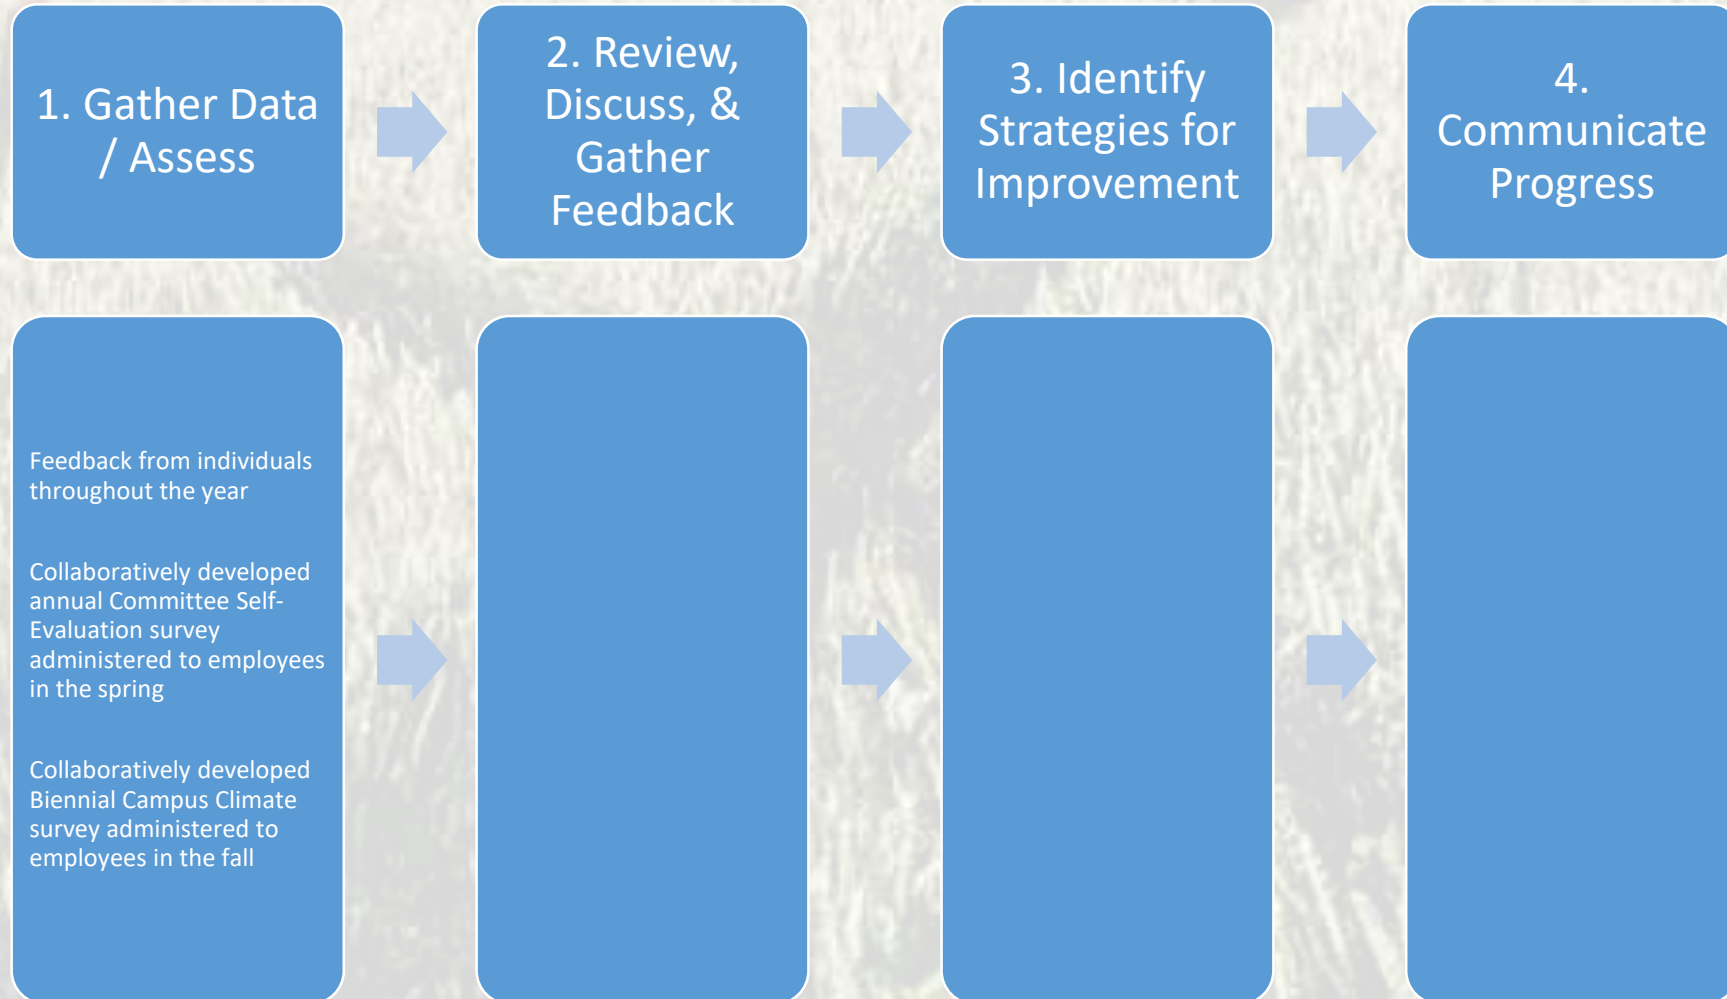 1. Gather Data
/ Assess
2. Review,
Discuss, &
Gather
Feedback
3. Identify
Strategies for
Improvement
4.
Communicate
Progress
Feedback from individuals
throughout the year
Collaboratively developed
annual Committee Self-
Evaluation survey
administered to employees
in the spring
Collaboratively developed
Biennial Campus Climate
survey administered to
employees in the fall